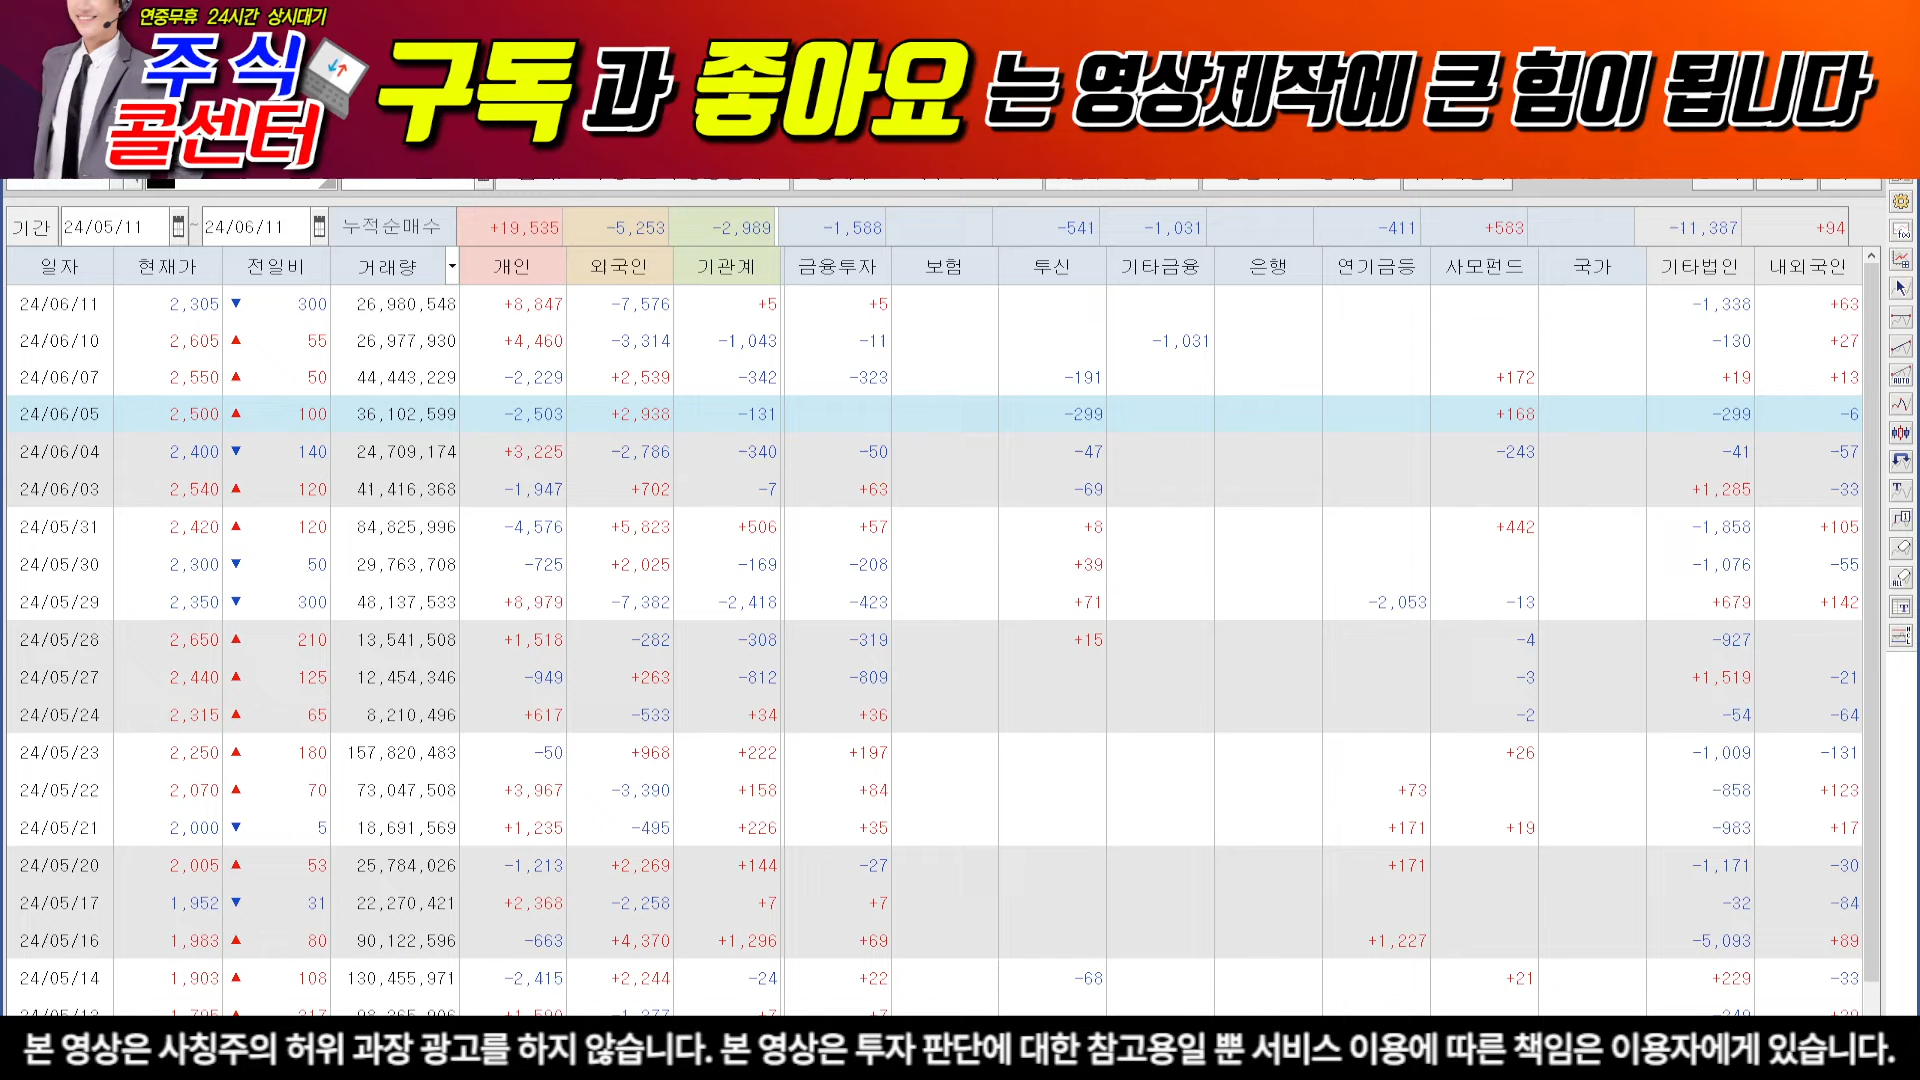 연중무휴 24시간 상시대기
주식
콜센터
구독과 좋아요는 영상제작에 큰 힘이 됩니다
기간 24/05/11 ~ 24/06/11 누적순매수 +19,535 -5,253 -2,989 -1,588 -541 -1,031 -411 +583 -11,387 +94
일자 현재가 전일비 거래량 개인 외국인 기관계 금융투자 보험 투신 기타금융 은행 연기금등 사모펀드 국가 기타법인 내외국인
24/06/11 2,305 ▼ 300 26,980,548 +8,847 -7,576 +5 +5 -1,338 +63
24/06/10 2,605 ▲ 55 26,977,930 +4,460 -3,314 -1,043 -11 -1,031 -130 +27
24/06/07 2,550 ▲ 50 44,443,229 -2,229 +2,539 -342 -323 -191 +172 +19 +13
24/06/05 2,500 ▲ 100 36,102,599 -2,503 +2,938 -131 -299 +168 -299 -6
24/06/04 2,400 ▼ 140 24,709,174 +3,225 -2,786 -340 -50 -47 -243 -41 -57
24/06/03 2,540 ▲ 120 41,416,368 -1,947 +702 -7 +63 -69 +1,285 -33
24/05/31 2,420 ▲ 120 84,825,996 -4,576 +5,823 +506 +57 +8 +442 -1,858 +105
24/05/30 2,300 ▼ 50 29,763,708 -725 +2,025 -169 -208 +39 -1,076 -55
24/05/29 2,350 ▼ 300 48,137,533 +8,979 -7,382 -2,418 -423 +71 -2,053 -13 +679 +142
24/05/28 2,650 ▲ 210 13,541,508 +1,518 -282 -308 -319 +15 -4 -927
24/05/27 2,440 ▲ 125 12,454,346 -949 +263 -812 -809 -3 +1,519 -21
24/05/24 2,315 ▲ 65 8,210,496 +617 -533 +34 +36 -2 -54 -64
24/05/23 2,250 ▲ 180 157,820,483 -50 +968 +222 +197 +26 -1,009 -131
24/05/22 2,070 ▲ 70 73,047,508 +3,967 -3,390 +158 +84 +73 -858 +123
24/05/21 2,000 ▼ 5 18,691,569 +1,235 -495 +226 +35 +171 +19 -983 +17
24/05/20 2,005 ▲ 53 25,784,026 -1,213 +2,269 +144 -27 +171 -1,171 -30
24/05/17 1,952 ▼ 31 22,270,421 +2,368 -2,258 +7 +7 -32 -84
24/05/16 1,983 ▲ 80 90,122,596 -663 +4,370 +1,296 +69 +1,227 -5,093 +89
24/05/14 1,903 ▲ 108 130,455,971 -2,415 +2,244 -24 +22 -68 +21 +229 -33
본 영상은 사칭주의 허위 과장 광고를 하지 않습니다. 본 영상은 투자 판단에 대한 참고용일 뿐 서비스 이용에 따른 책임은 이용자에게 있습니다.